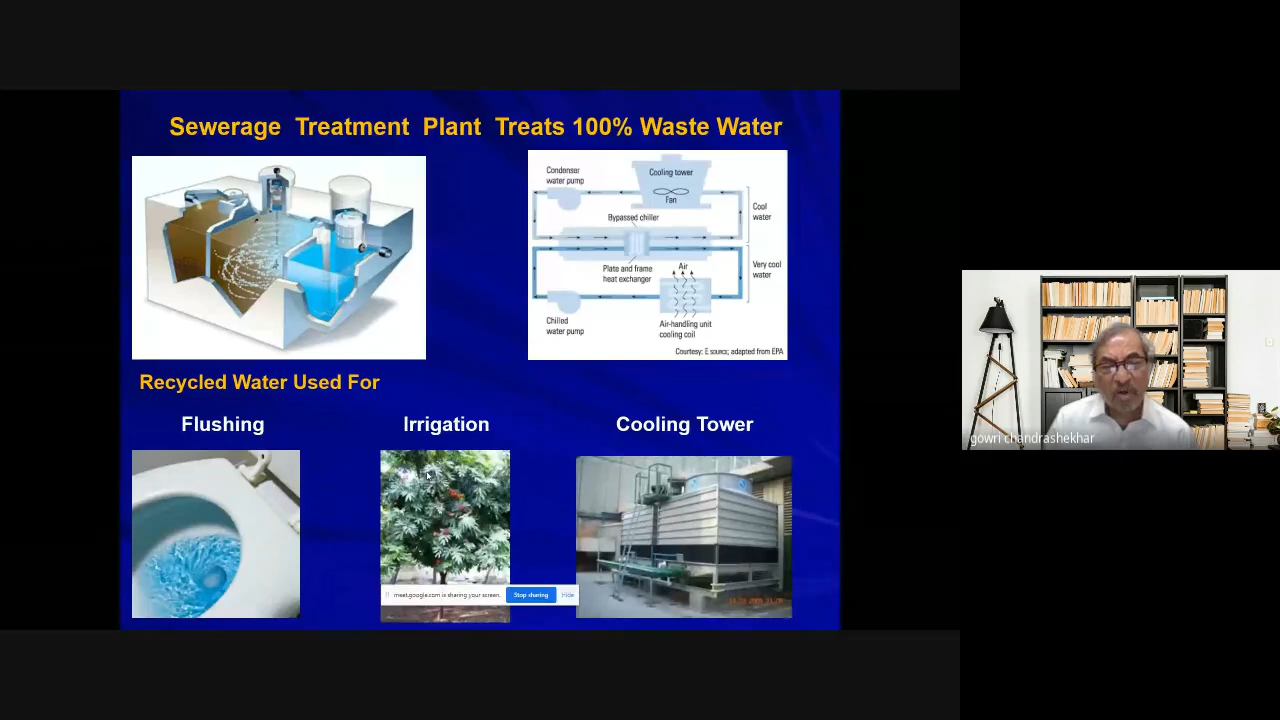 Sewerage Treatment Plant Treats 100% Waste Water
Condenser
water pump
Cooling tower
Fan
Cool
water
Bypassed chiller
Plate and frame
heat exchanger
Air
Very cool
water
Chilled
water pump
Air-handling unit
cooling coil
Courtesy: E source; adapted from EPA
Recycled Water Used For
Flushing
Irrigation
Cooling Tower
meet.google.com is sharing your screen.
Stop sharing
Hide
gowri chandrashekhar